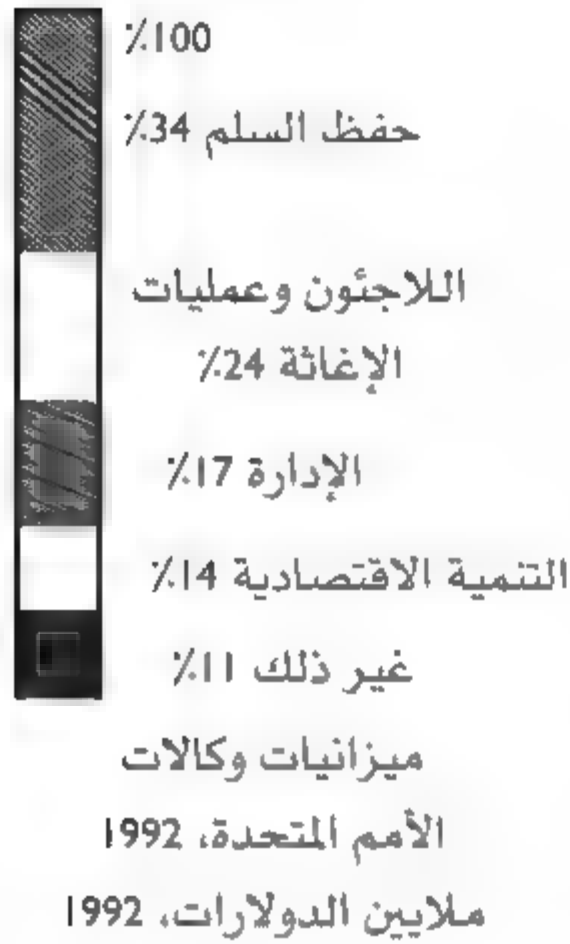 ٪100
حفظ السلم 34٪
اللاجئون وعمليات
الإغاثة 24٪
الإدارة 17٪
التنمية الاقتصادية 14٪
غير ذلك 11٪
ميزانيات وكالات
الأمم المتحدة، 1992
ملايين الدولارات، 1992